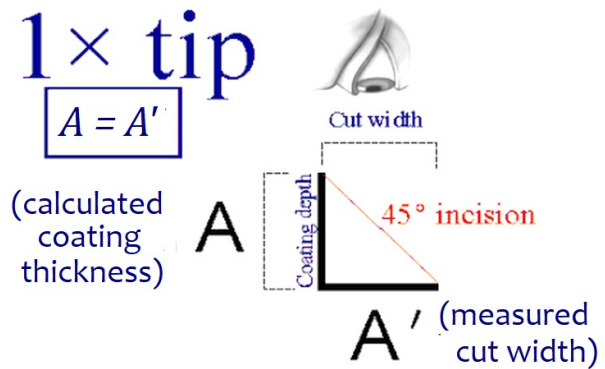 1× tip
A = A'
Cut width
(calculated
coating
thickness)
A
Coating depth
45° incision
A'
(measured
cut width)